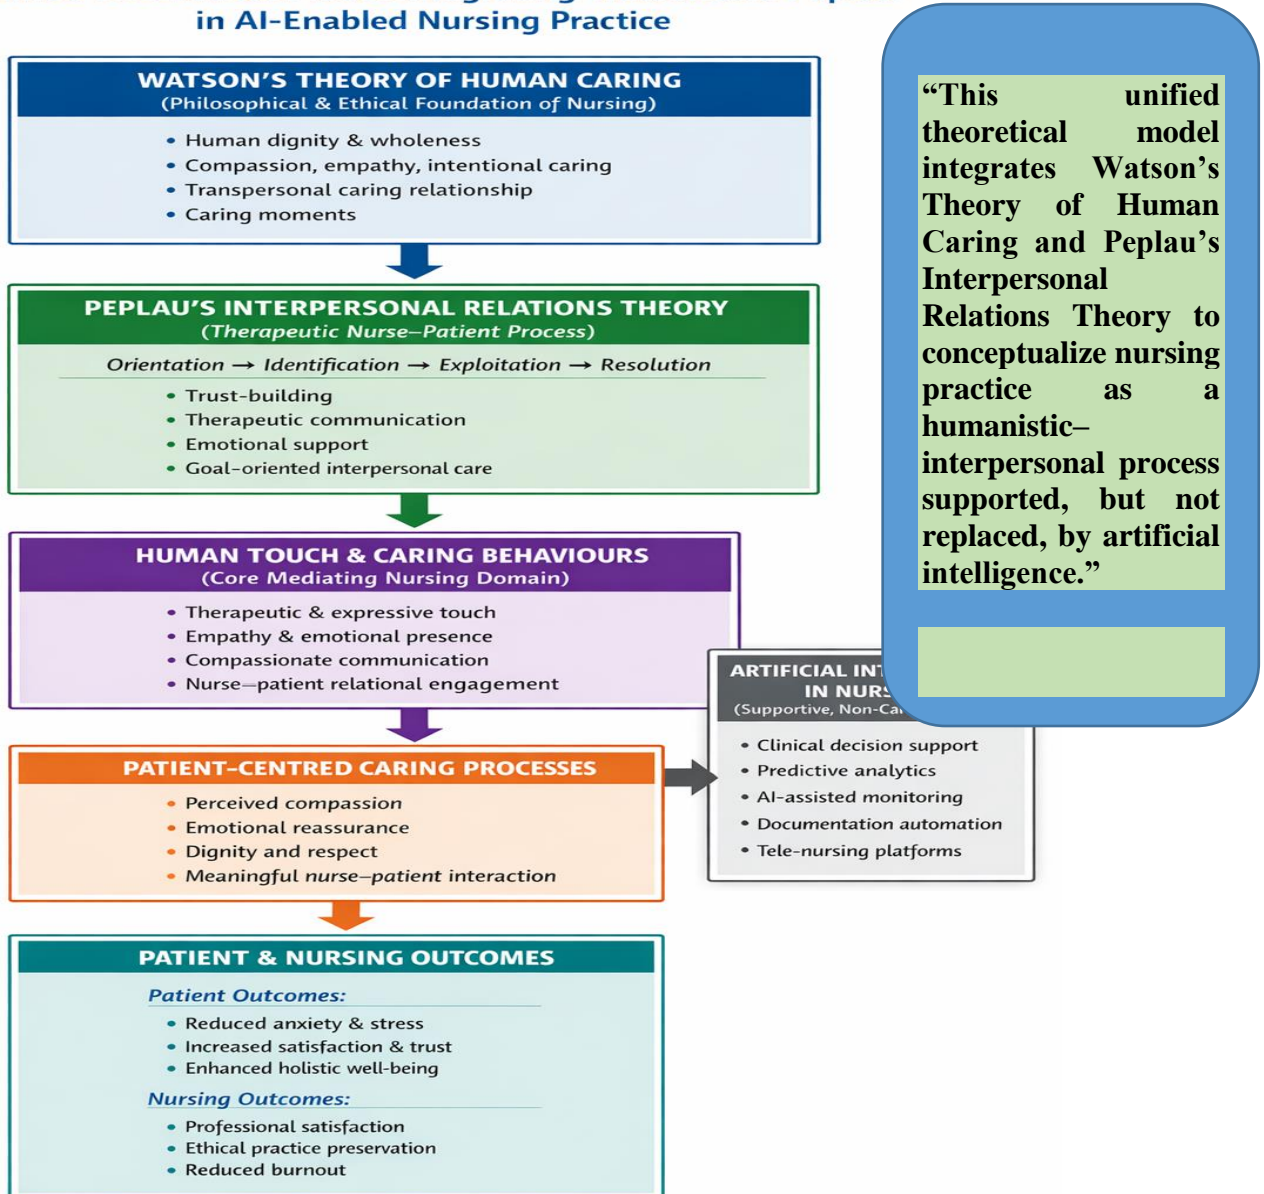 in AI-Enabled Nursing Practice
WATSON'S THEORY OF HUMAN CARING
(Philosophical & Ethical Foundation of Nursing)
• Human dignity & wholeness
• Compassion, empathy, intentional caring
• Transpersonal caring relationship
• Caring moments
PEPLAU'S INTERPERSONAL RELATIONS THEORY
(Therapeutic Nurse–Patient Process)
Orientation → Identification → Exploitation → Resolution
• Trust-building
• Therapeutic communication
• Emotional support
• Goal-oriented interpersonal care
HUMAN TOUCH & CARING BEHAVIOURS
(Core Mediating Nursing Domain)
• Therapeutic & expressive touch
• Empathy & emotional presence
• Compassionate communication
• Nurse–patient relational engagement
PATIENT-CENTRED CARING PROCESSES
• Perceived compassion
• Emotional reassurance
• Dignity and respect
• Meaningful nurse–patient interaction
ARTIFICIAL
IN
(Supportive,
• Clinical decision support
• Predictive analytics
• AI-assisted monitoring
• Documentation automation
• Tele-nursing platforms
PATIENT & NURSING OUTCOMES
Patient Outcomes:
• Reduced anxiety & stress
• Increased satisfaction & trust
• Enhanced holistic well-being
Nursing Outcomes:
• Professional satisfaction
• Ethical practice preservation
• Reduced burnout
“This unified
theoretical model
integrates Watson’s
Theory of Human
Caring and Peplau’s
Interpersonal
Relations Theory to
conceptualize nursing
practice as a
humanistic–
interpersonal process
supported, but not
replaced, by artificial
intelligence.”